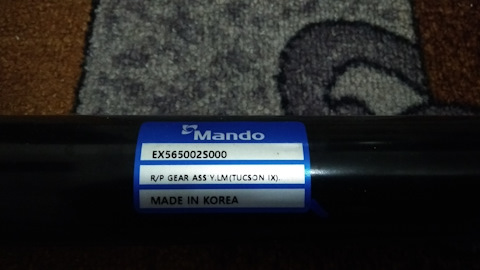 Mando
EX565002S000
R/P GEAR ASS'Y.LM(TUCSON IX).
MADE IN KOREA